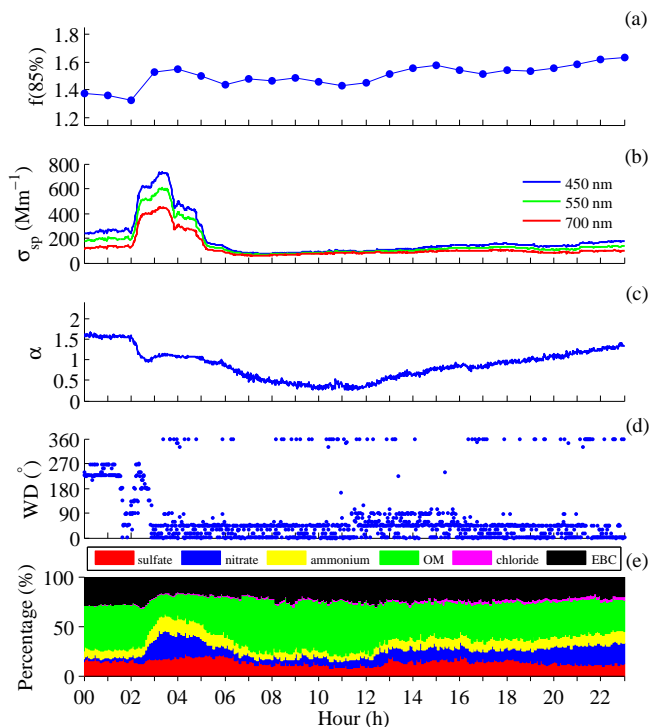 (a)
1.8
1.6
1.4
1.2
f(85%)
(b)
800
600
400
200
0
σsp (Mm−1)
450 nm
550 nm
700 nm
(c)
2
1.5
1
0.5
0
α
(d)
360
270
180
90
0
WD (°)
sulfate nitrate ammonium OM chloride EBC
(e)
100
50
0
Percentage (%)
00 02 04 06 08 10 12 14 16 18 20 22
Hour (h)